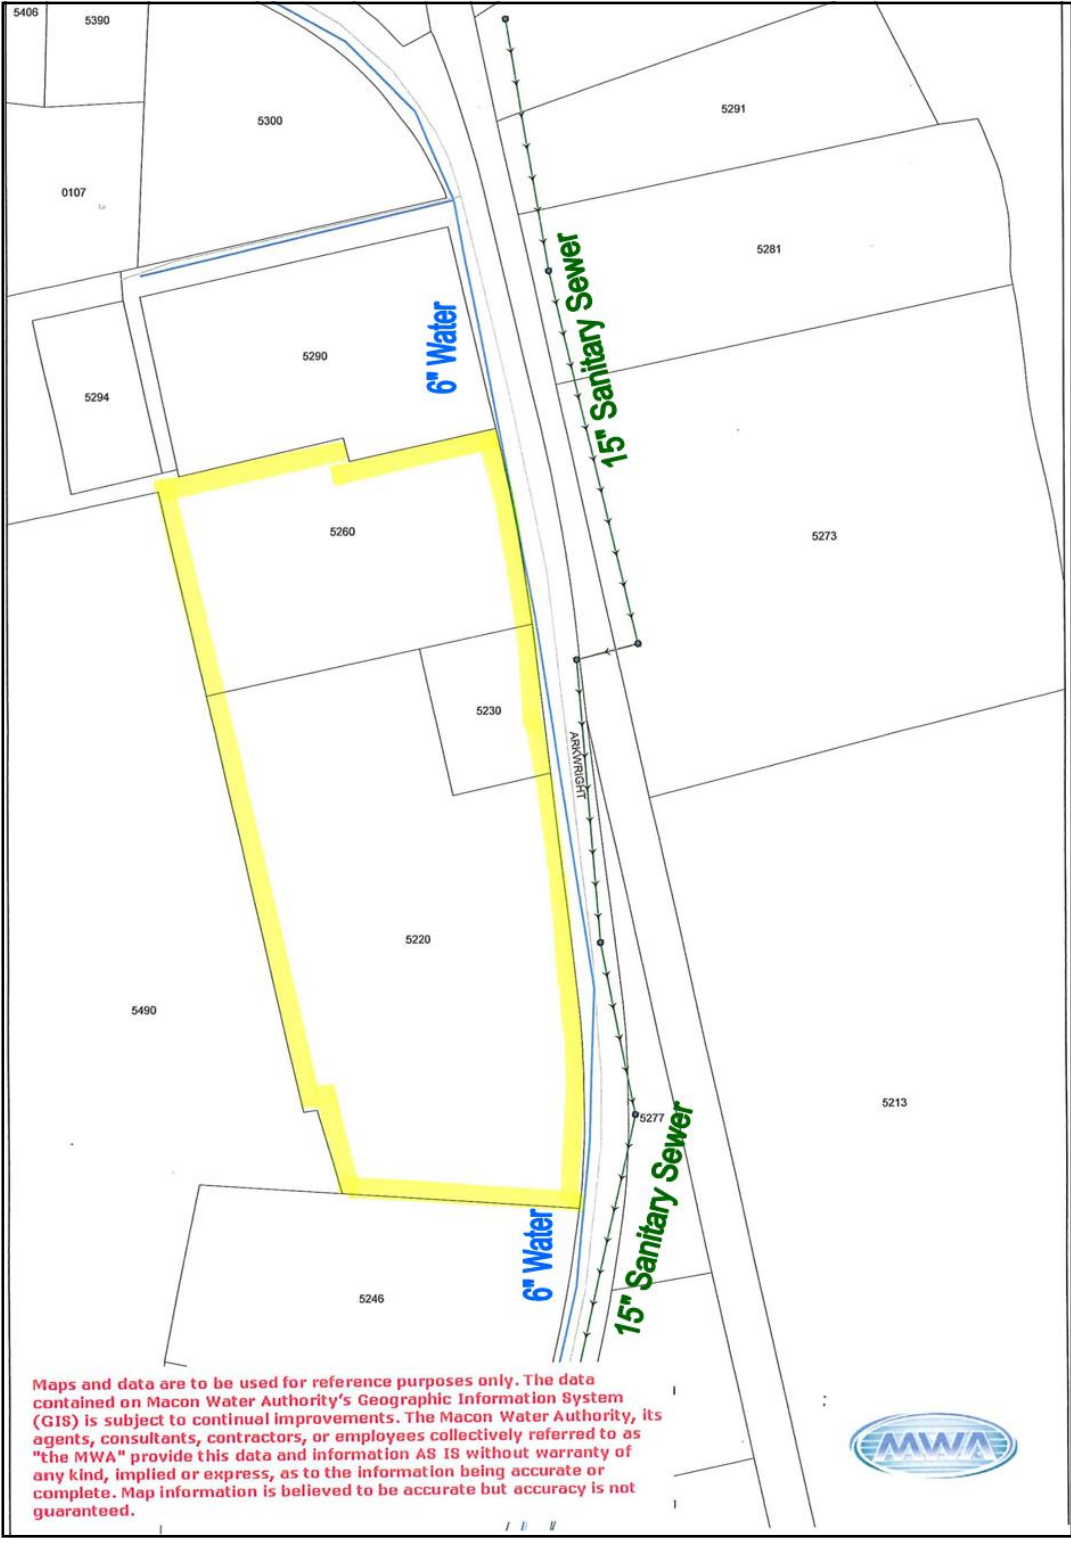 5406
5390
5300
5291
0107
5281
15" Sanitary Sewer
6" Water
5290
5294
5260
5273
5230
ARKWRIGHT
5220
5490
5213
5277
15" Sanitary Sewer
6" Water
5246
Maps and data are to be used for reference purposes only. The data
contained on Macon Water Authority's Geographic Information System
(GIS) is subject to continual improvements. The Macon Water Authority, its
agents, consultants, contractors, or employees collectively referred to as
"the MWA" provide this data and information AS IS without warranty of
any kind, implied or express, as to the information being accurate or
complete. Map information is believed to be accurate but accuracy is not
guaranteed.
MWA